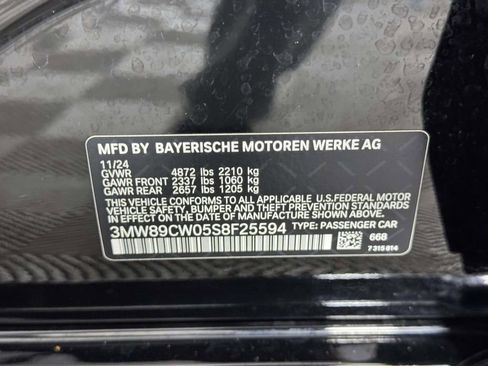 MFD BY BAYERISCHE MOTOREN WERKE AG
11/24
GVWR 4872 lbs 2210 kg
GAWR FRONT 2337 lbs 1060 kg
GAWR REAR 2657 lbs 1205 kg
THIS VEHICLE CONFORMS TO ALL APPLICABLE U.S.FEDERAL MOTOR
VEHICLE SAFETY, BUMPER, AND THEFT PREVENTION STANDARDS
IN EFFECT ON THE DATE OF MANUFACTURE SHOWN ABOVE.
3MW89CW05S8F25594 TYPE: PASSENGER CAR
668
7 315 814